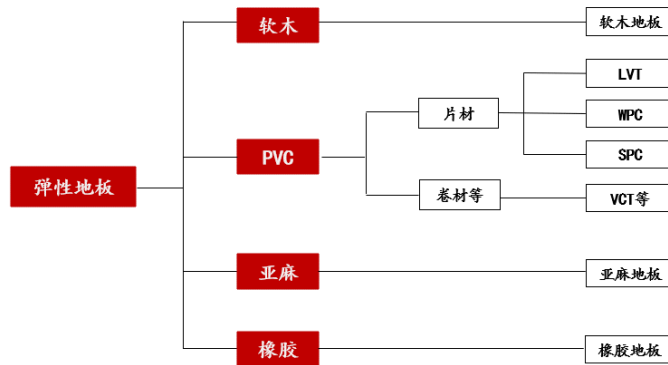 弹性地板
软木
软木地板
PVC
片材
LVT
WPC
SPC
卷材等
VCT等
亚麻
亚麻地板
橡胶
橡胶地板